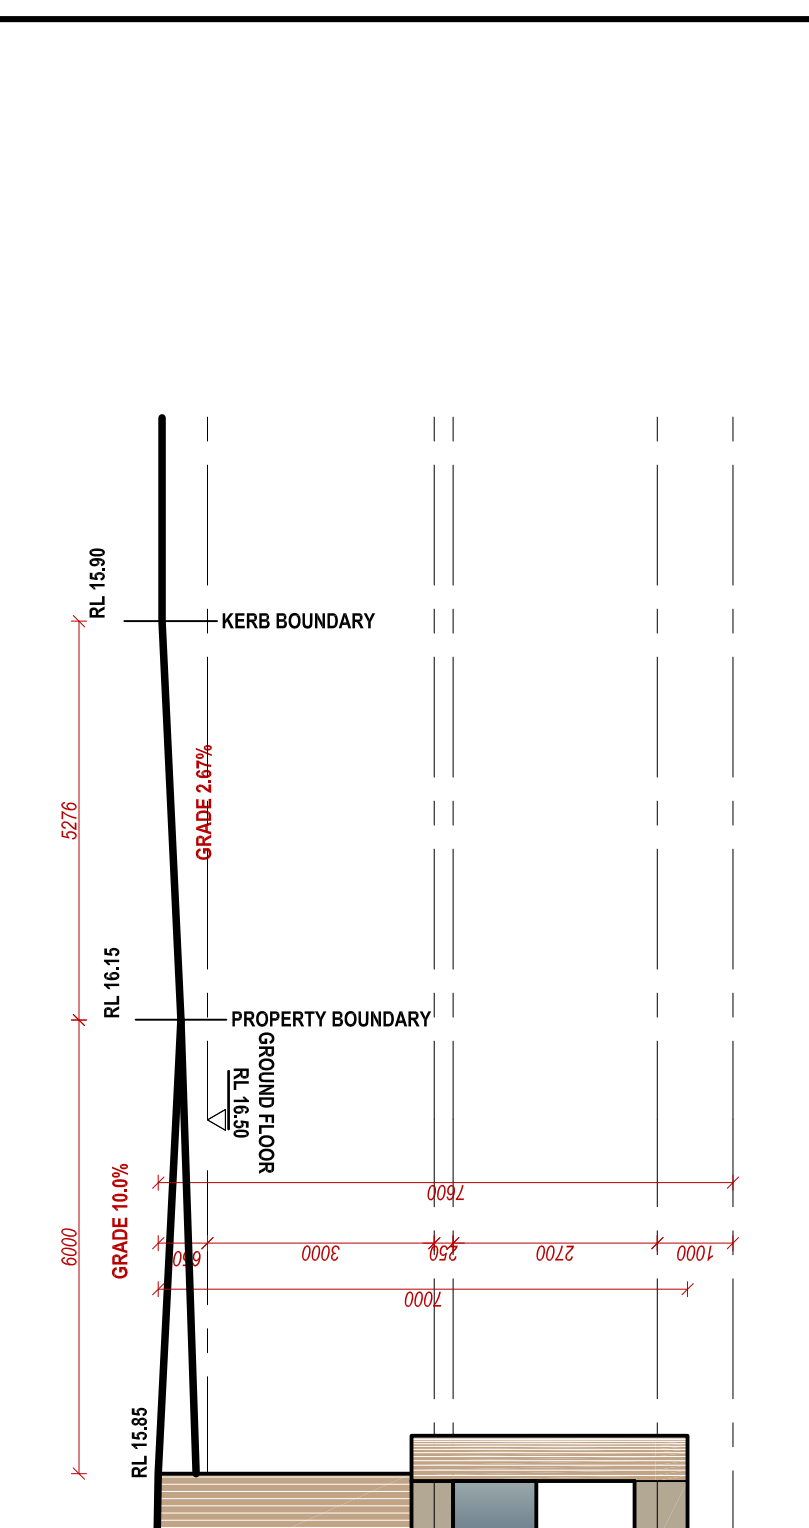 RL 15.90
KERB BOUNDARY
GRADE 2.67%
5276
RL 16.15
PROPERTY BOUNDARY
GROUND FLOOR
RL 16.50
GRADE 10.0%
6000
7600
650
3000
250
2700
1000
7000
RL 15.85